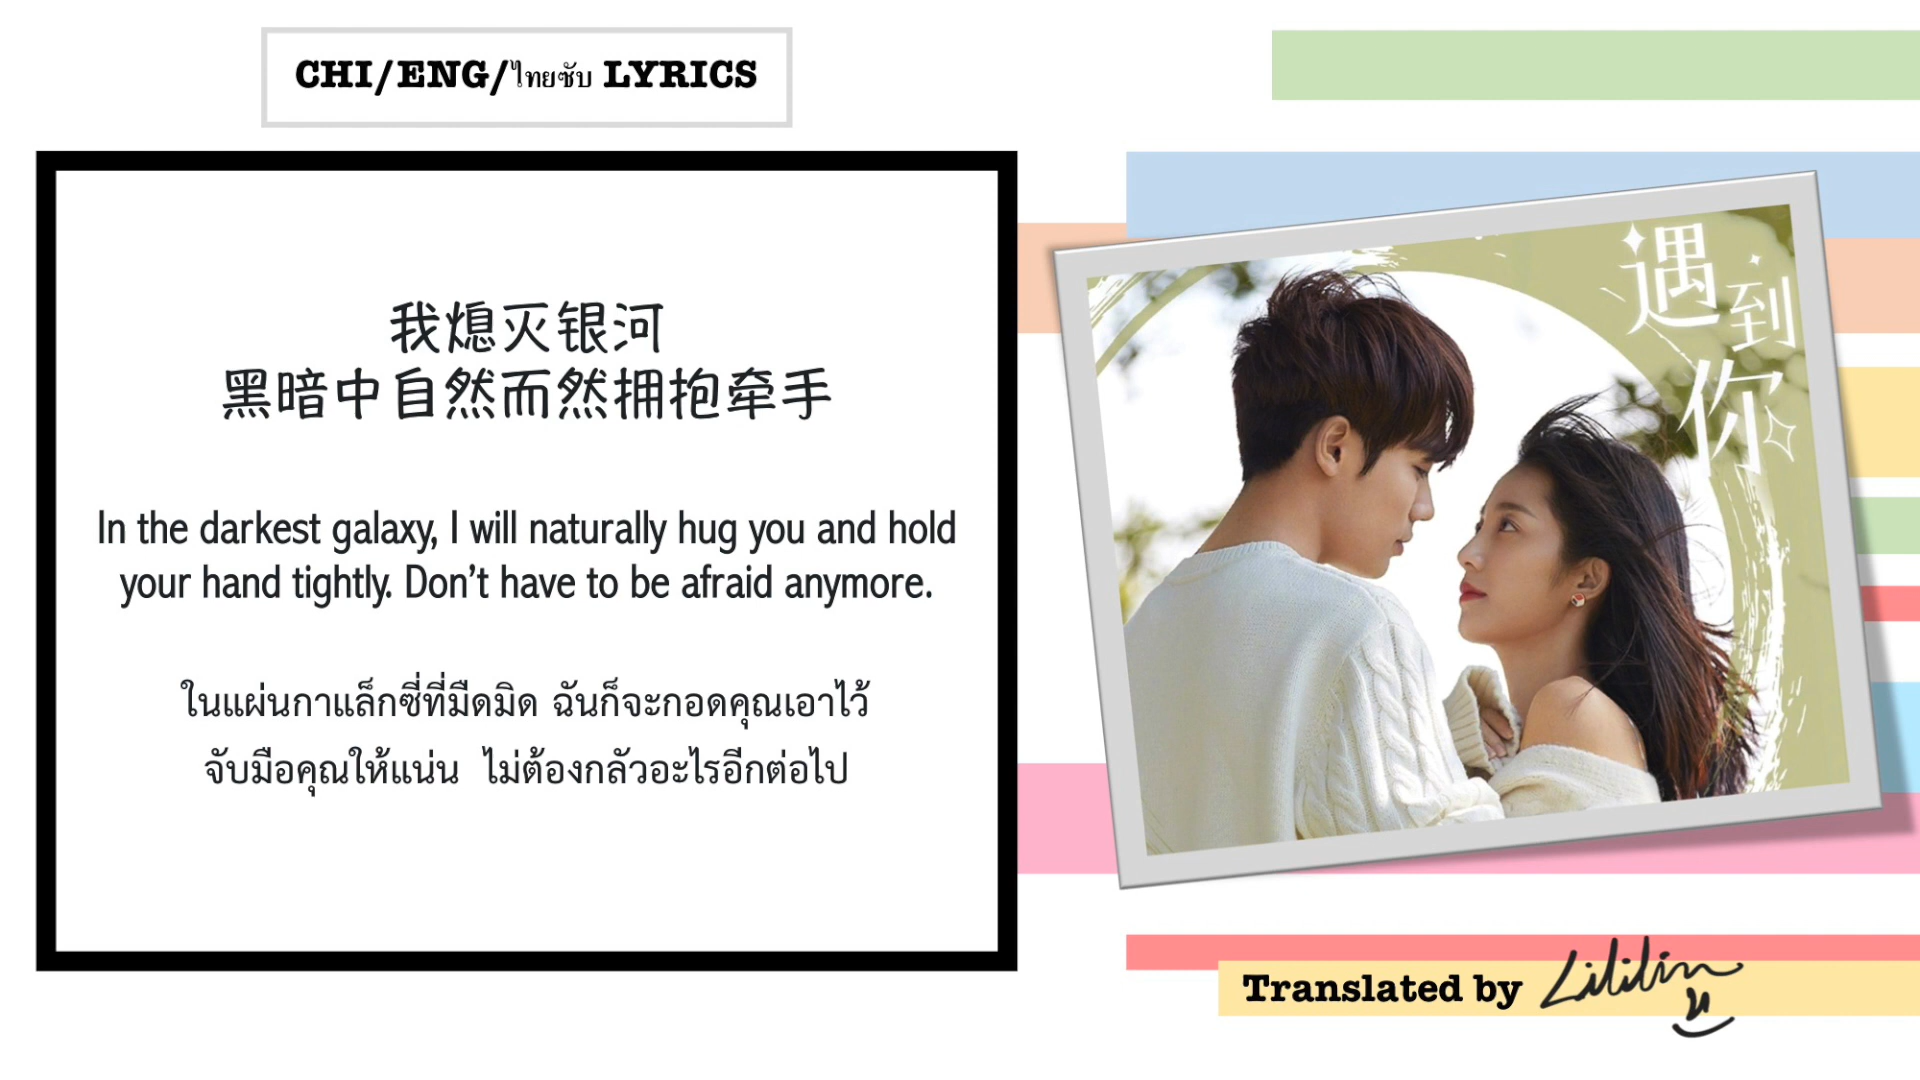 CHI/ENG/ไทยซับ LYRICS
我熄灭银河
黑暗中自然而然拥抱牵手
In the darkest galaxy, I will naturally hug you and hold
your hand tightly. Don't have to be afraid anymore.
ในแผ่นกาแล็กซี่ที่มืดมิด ฉันก็จะกอดคุณเอาไว้
จับมือคุณให้แน่น ไม่ต้องกลัวอะไรอีกต่อไป
遇到
你
Translated by Lililin